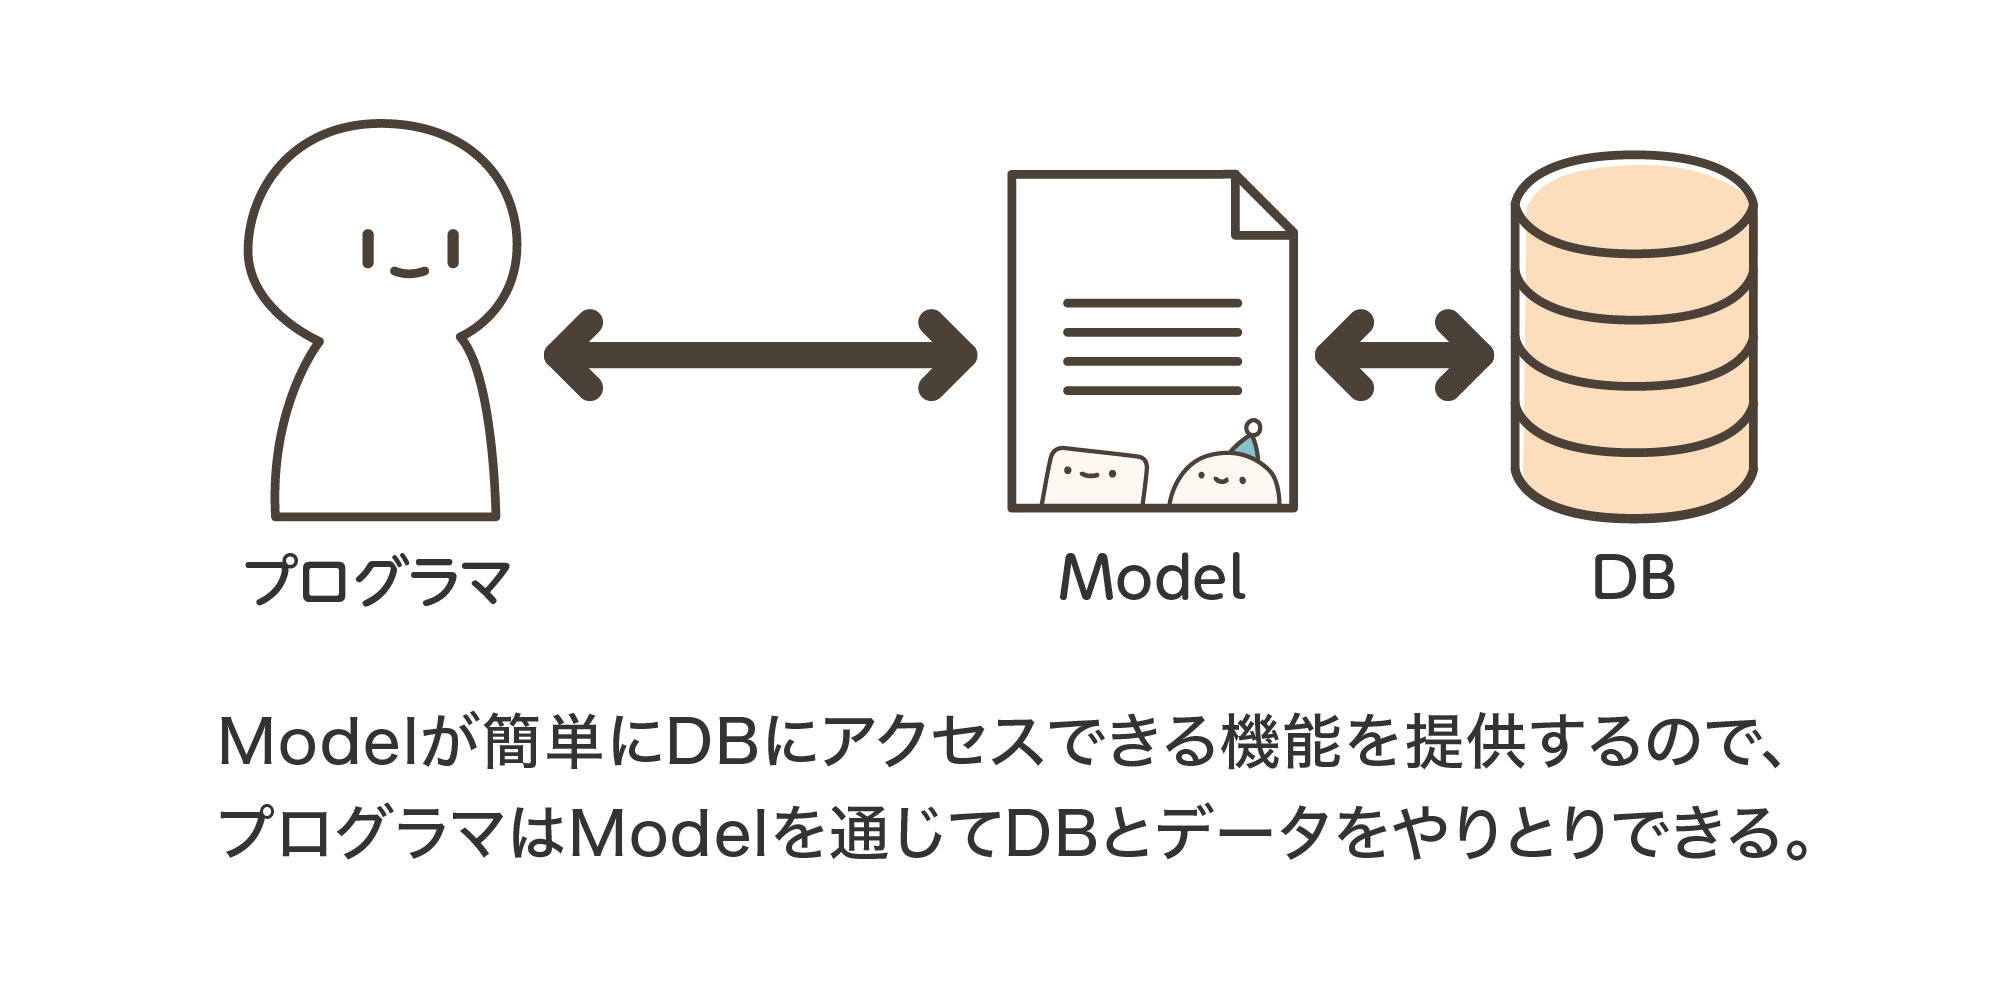 プログラマ
Model
DB
Modelが簡単にDBにアクセスできる機能を提供するので、
プログラマはModelを通じてDBとデータをやりとりできる。